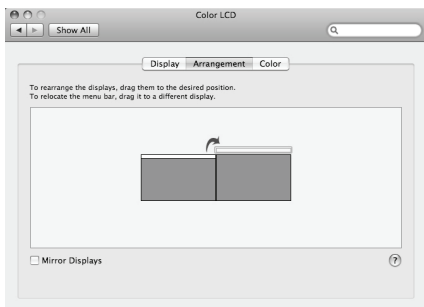 Color LCD
Show All
Display Arrangement Color
To rearrange the displays, drag them to the desired position.
To relocate the menu bar, drag it to a different display.
Mirror Displays
?